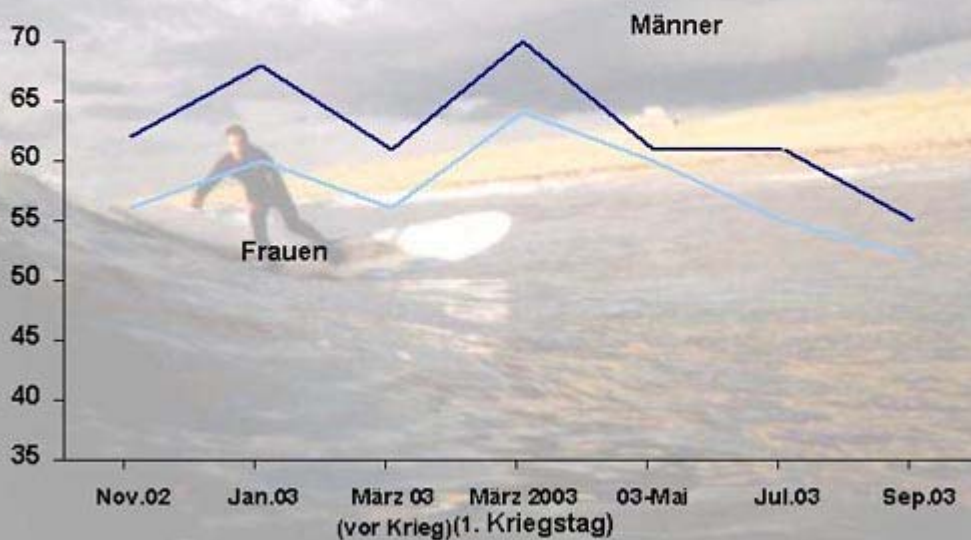 Männer
70
65
60
55
50
45
40
35
Frauen
Nov.02 Jan.03 März 03 März 2003 03-Mai Jul.03 Sep.03
(vor Krieg) (1. Kriegstag)